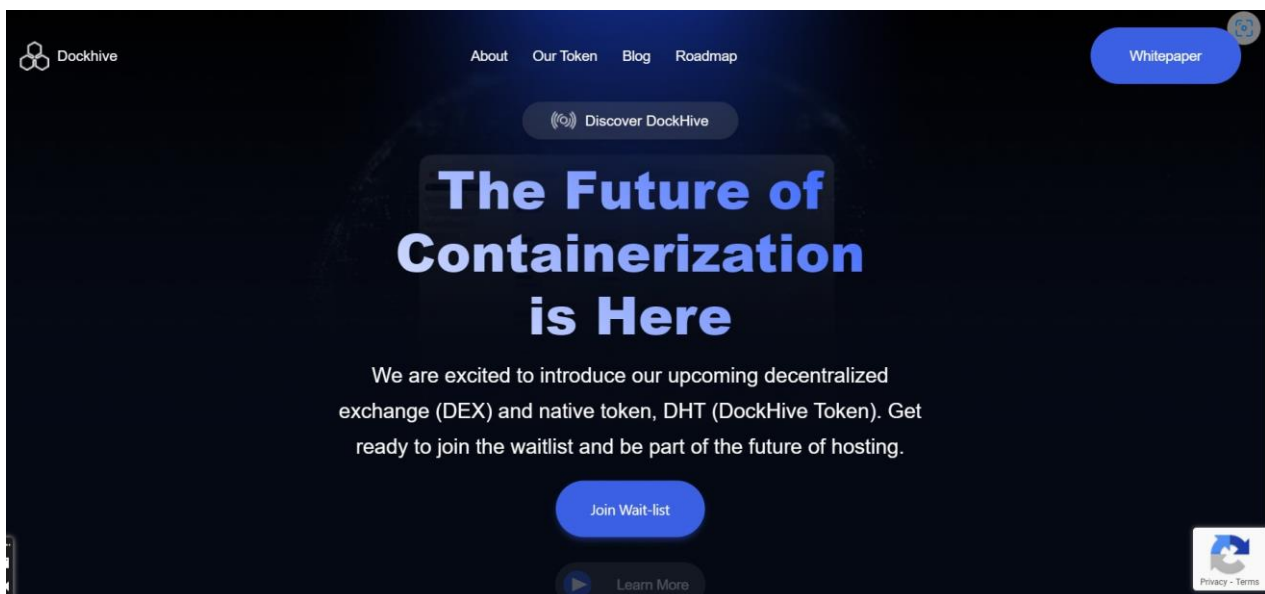 Dockhive
About Our Token Blog Roadmap
Whitepaper
Discover DockHive
The Future of
Containerization
is Here
We are excited to introduce our upcoming decentralized
exchange (DEX) and native token, DHT (DockHive Token). Get
ready to join the waitlist and be part of the future of hosting.
Join Wait-list
Learn More
Privacy - Terms